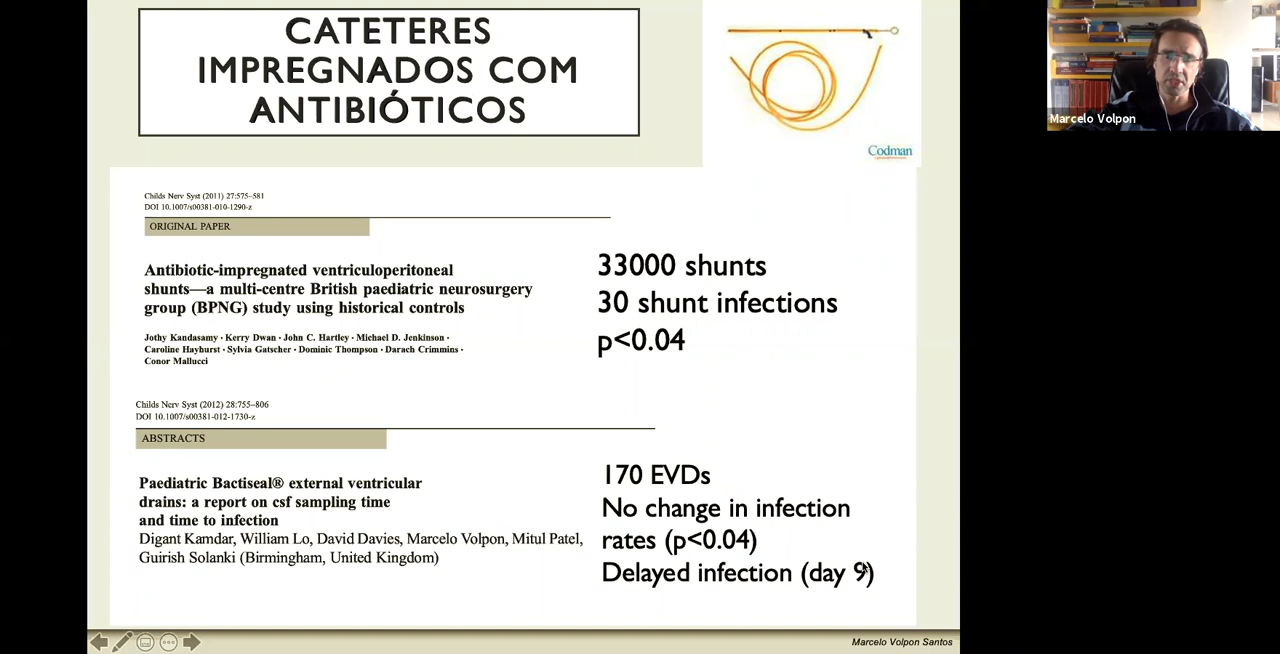 CATETERES
IMPREGNADOS COM
ANTIBIÓTICOS
Codman
Marcelo Volpon
Childs Nerv Syst (2011) 27:575–581
DOI 10.1007/s00381-010-1290-z
ORIGINAL PAPER
Antibiotic-impregnated ventriculoperitoneal
shunts—a multi-centre British paediatric neurosurgery
group (BPNG) study using historical controls
Jothy Kandasamy · Kerry Dwan · John C. Hartley · Michael D. Jenkinson ·
Caroline Hayhurst · Sylvia Gatscher · Dominic Thompson · Darach Crimmins ·
Conor Mallucci
33000 shunts
30 shunt infections
p<0.04
Childs Nerv Syst (2012) 28:755–806
DOI 10.1007/s00381-012-1730-z
ABSTRACTS
Paediatric Bactiseal® external ventricular
drains: a report on csf sampling time
and time to infection
Digant Kamdar, William Lo, David Davies, Marcelo Volpon, Mitul Patel,
Guirish Solanki (Birmingham, United Kingdom)
170 EVDs
No change in infection
rates (p<0.04)
Delayed infection (day 9)
Marcelo Volpon Santos